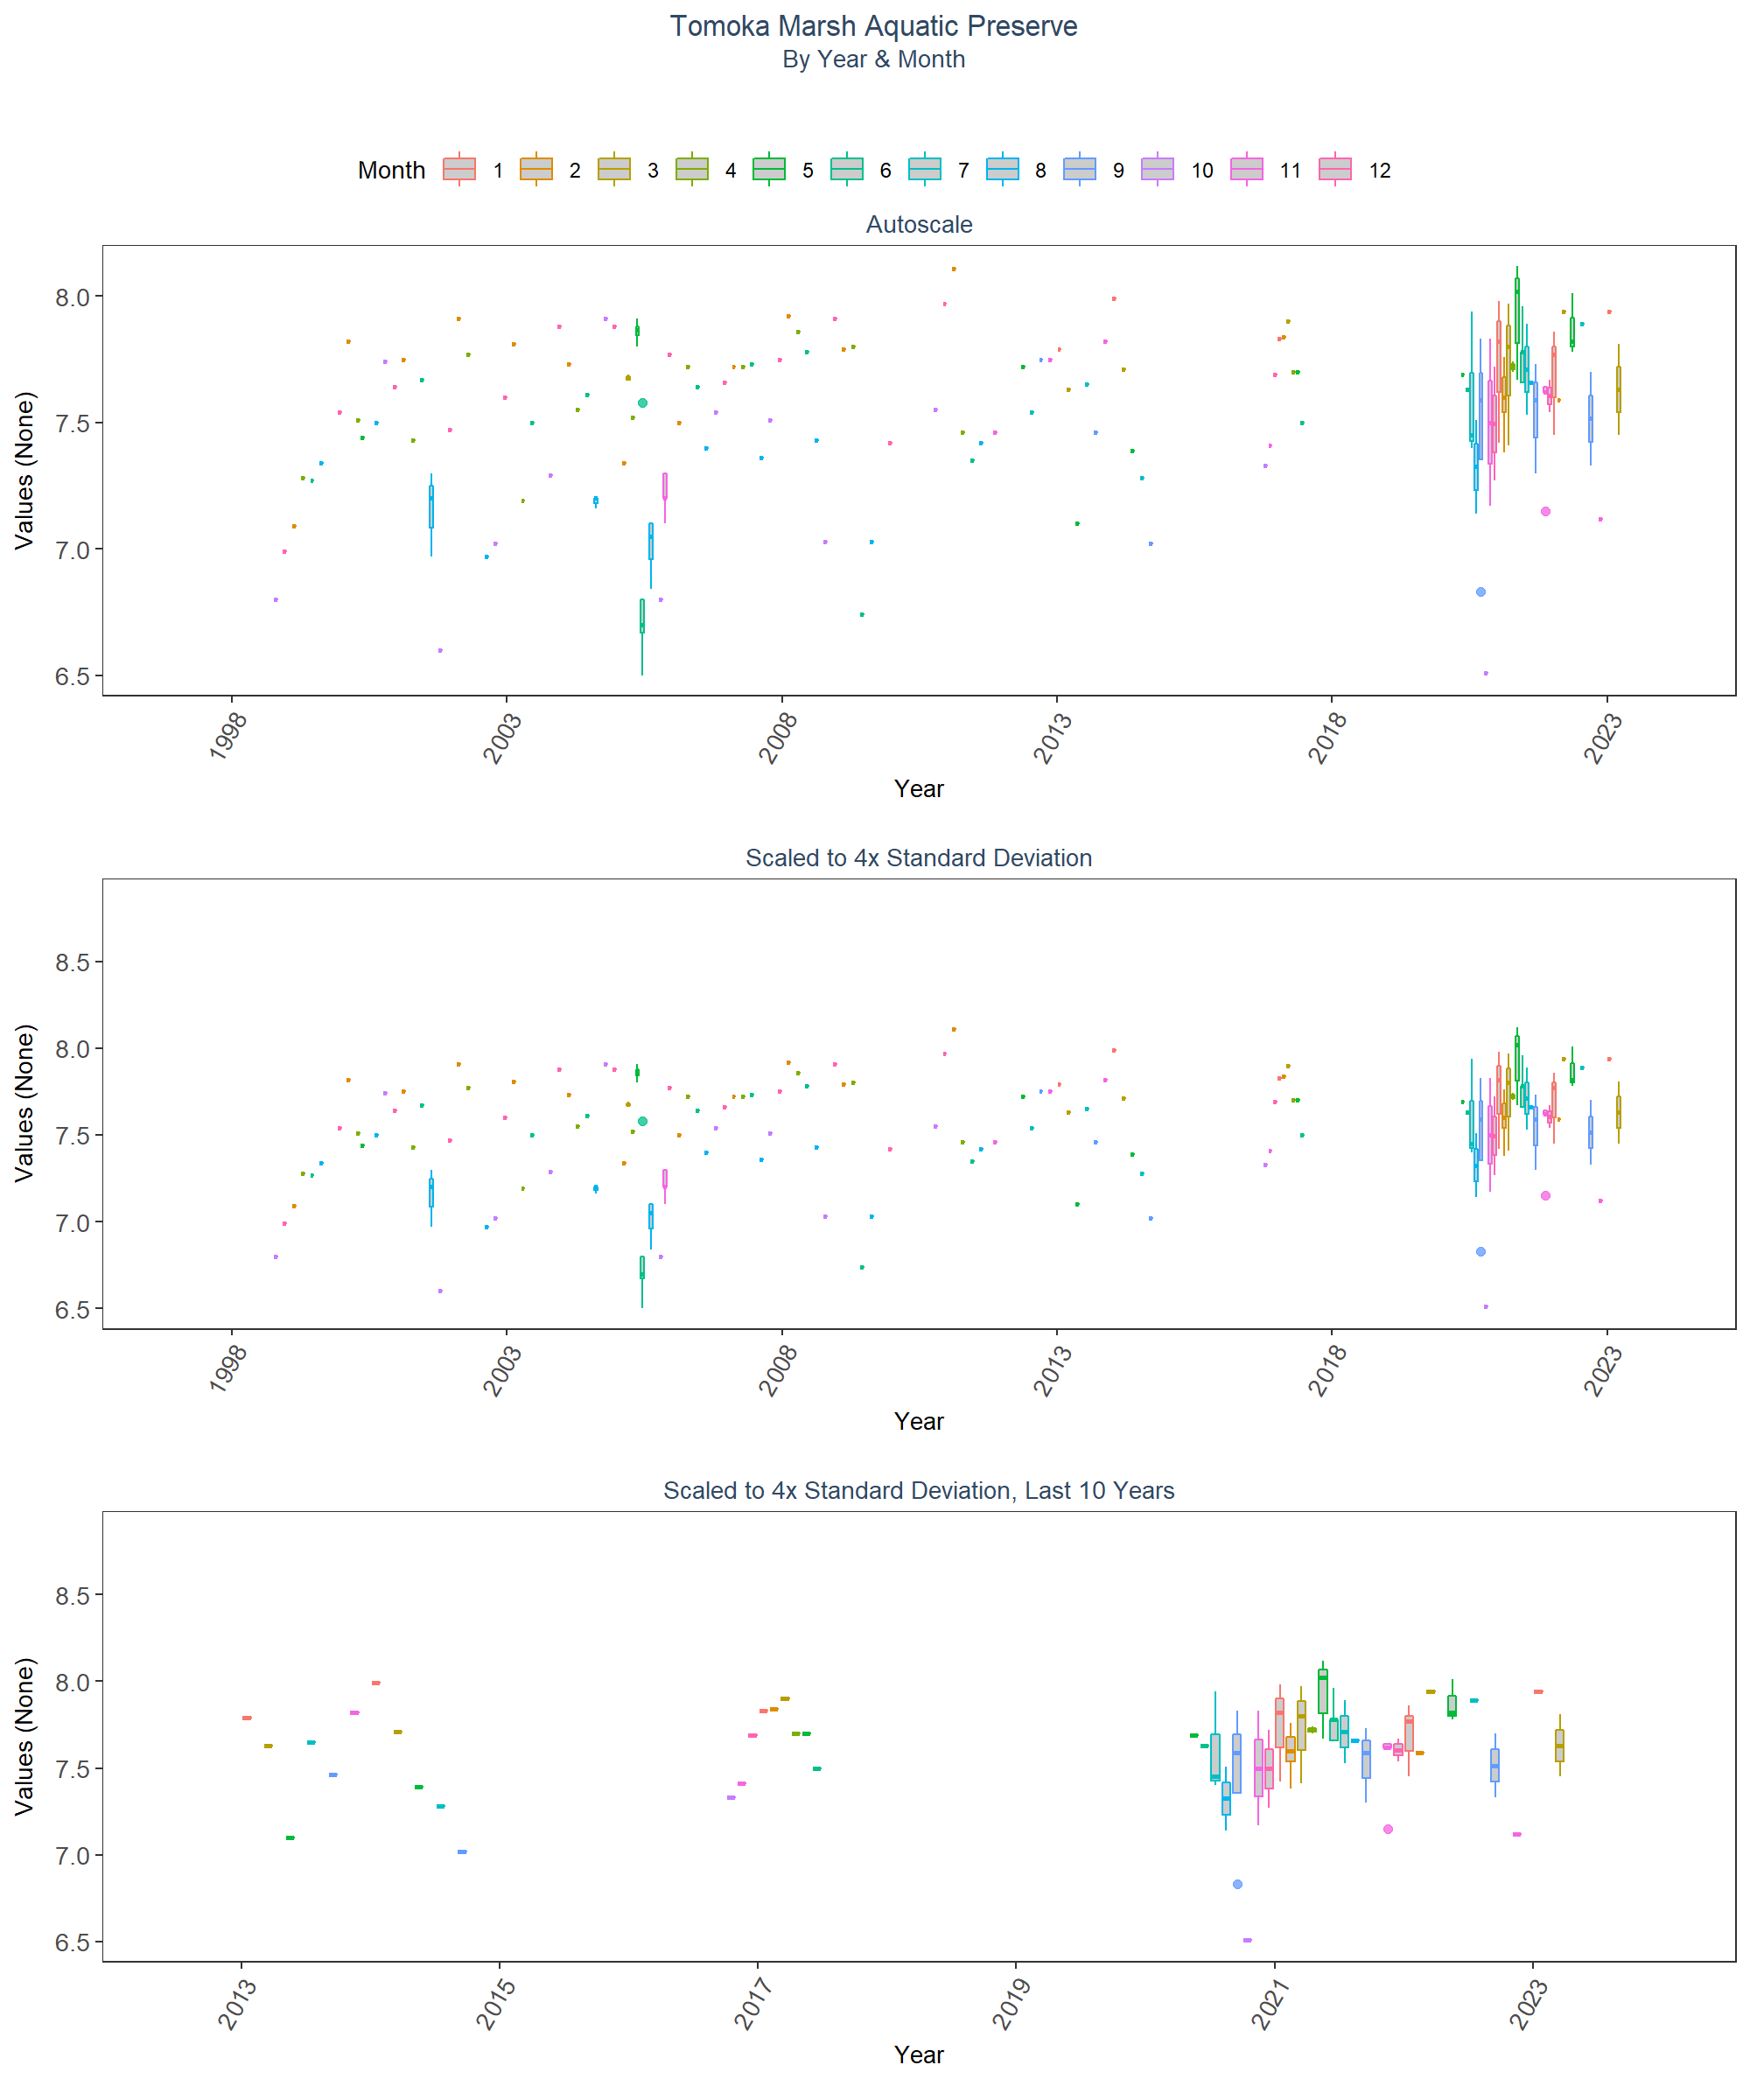 Tomoka Marsh Aquatic Preserve
By Year & Month
Month 1 2 3 4 5 6 7 8 9 10 11 12
Autoscale
Values (None)
8.0
7.5
7.0
6.5
1998 2003 2008 2013 2018 2023
Year
Scaled to 4x Standard Deviation
Values (None)
8.5
8.0
7.5
7.0
6.5
1998 2003 2008 2013 2018 2023
Year
Scaled to 4x Standard Deviation, Last 10 Years
Values (None)
8.5
8.0
7.5
7.0
6.5
2013 2015 2017 2019 2021 2023
Year